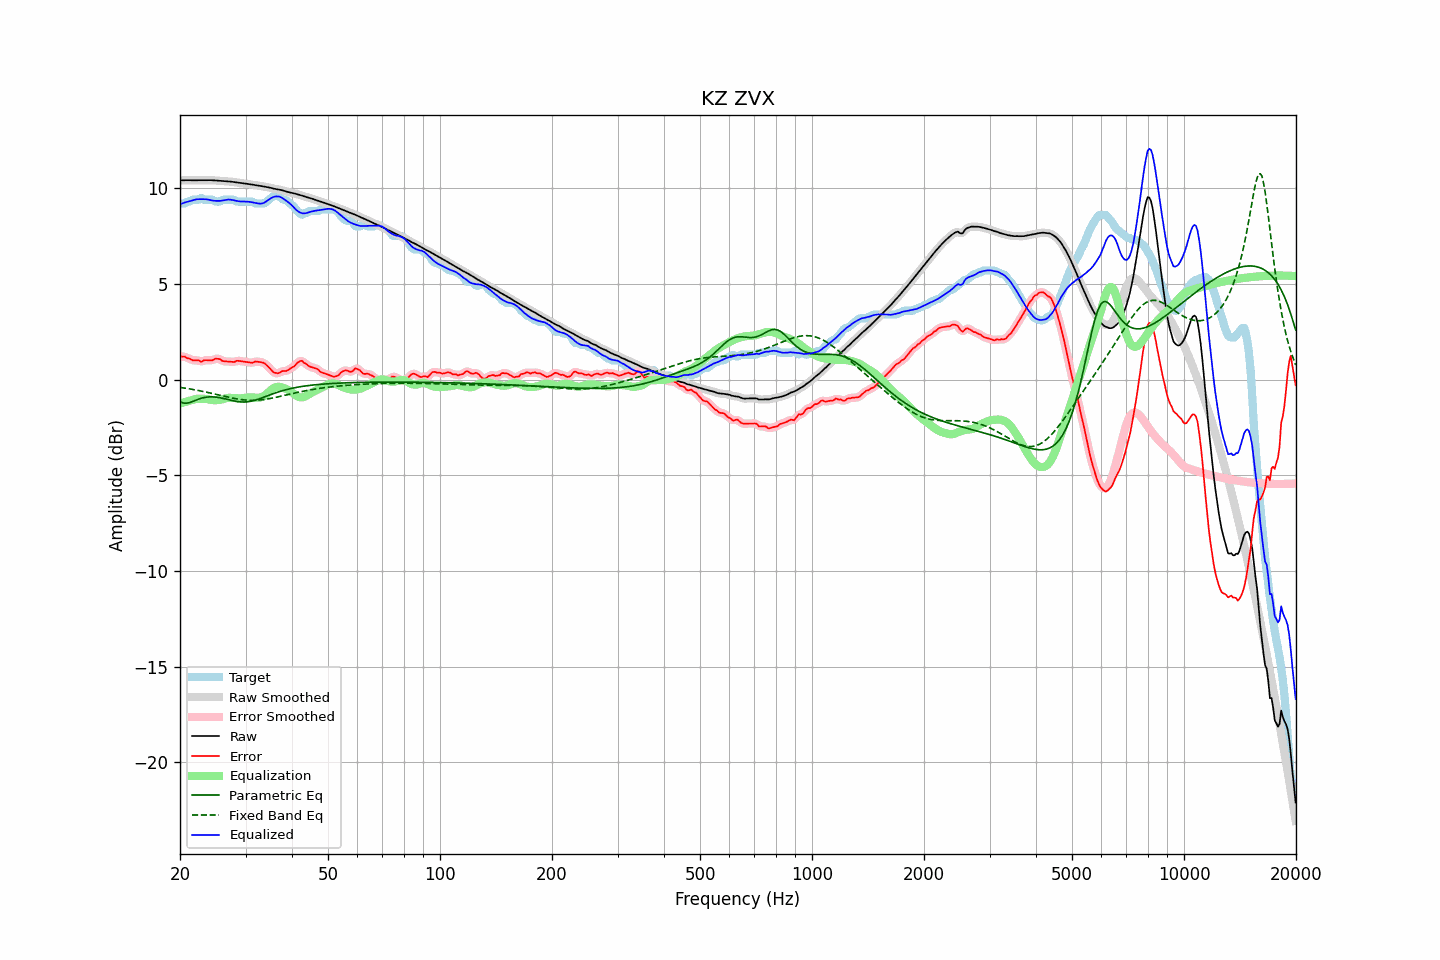 KZ ZVX
Amplitude (dBr)
10
5
0
−5
−10
−15
−20
Target
Raw Smoothed
Error Smoothed
Raw
Error
Equalization
Parametric Eq
Fixed Band Eq
Equalized
20 50 100 200 500 1000 2000 5000 10000 20000
Frequency (Hz)